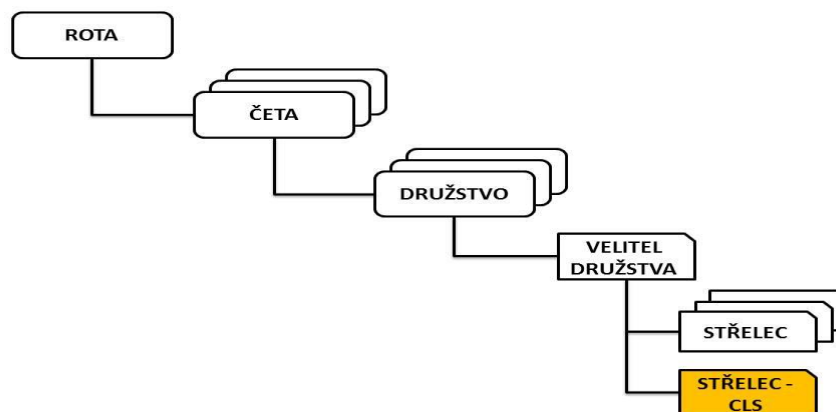 ROTA
ČETA
DRUŽSTVO
VELITEL
DRUŽSTVA
STŘELEC
STŘELEC -
CLS